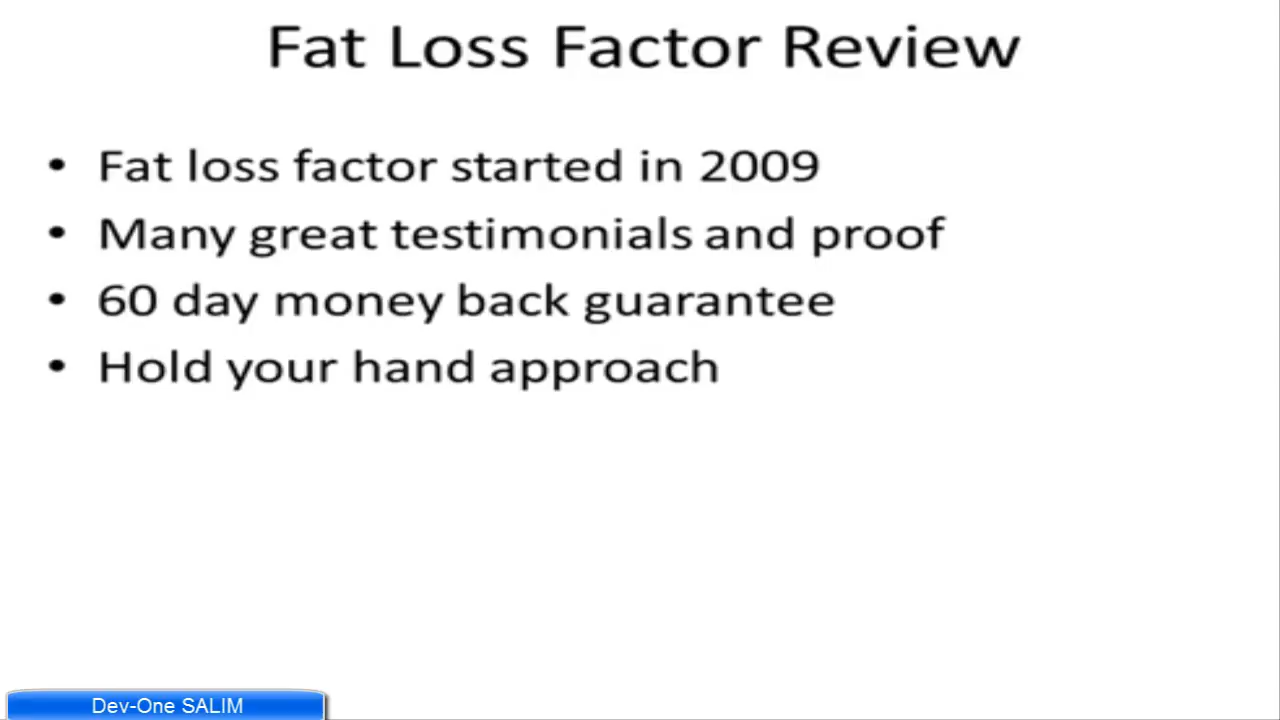 Fat Loss Factor Review
• Fat loss factor started in 2009
• Many great testimonials and proof
• 60 day money back guarantee
• Hold your hand approach
Dev-One SALIM